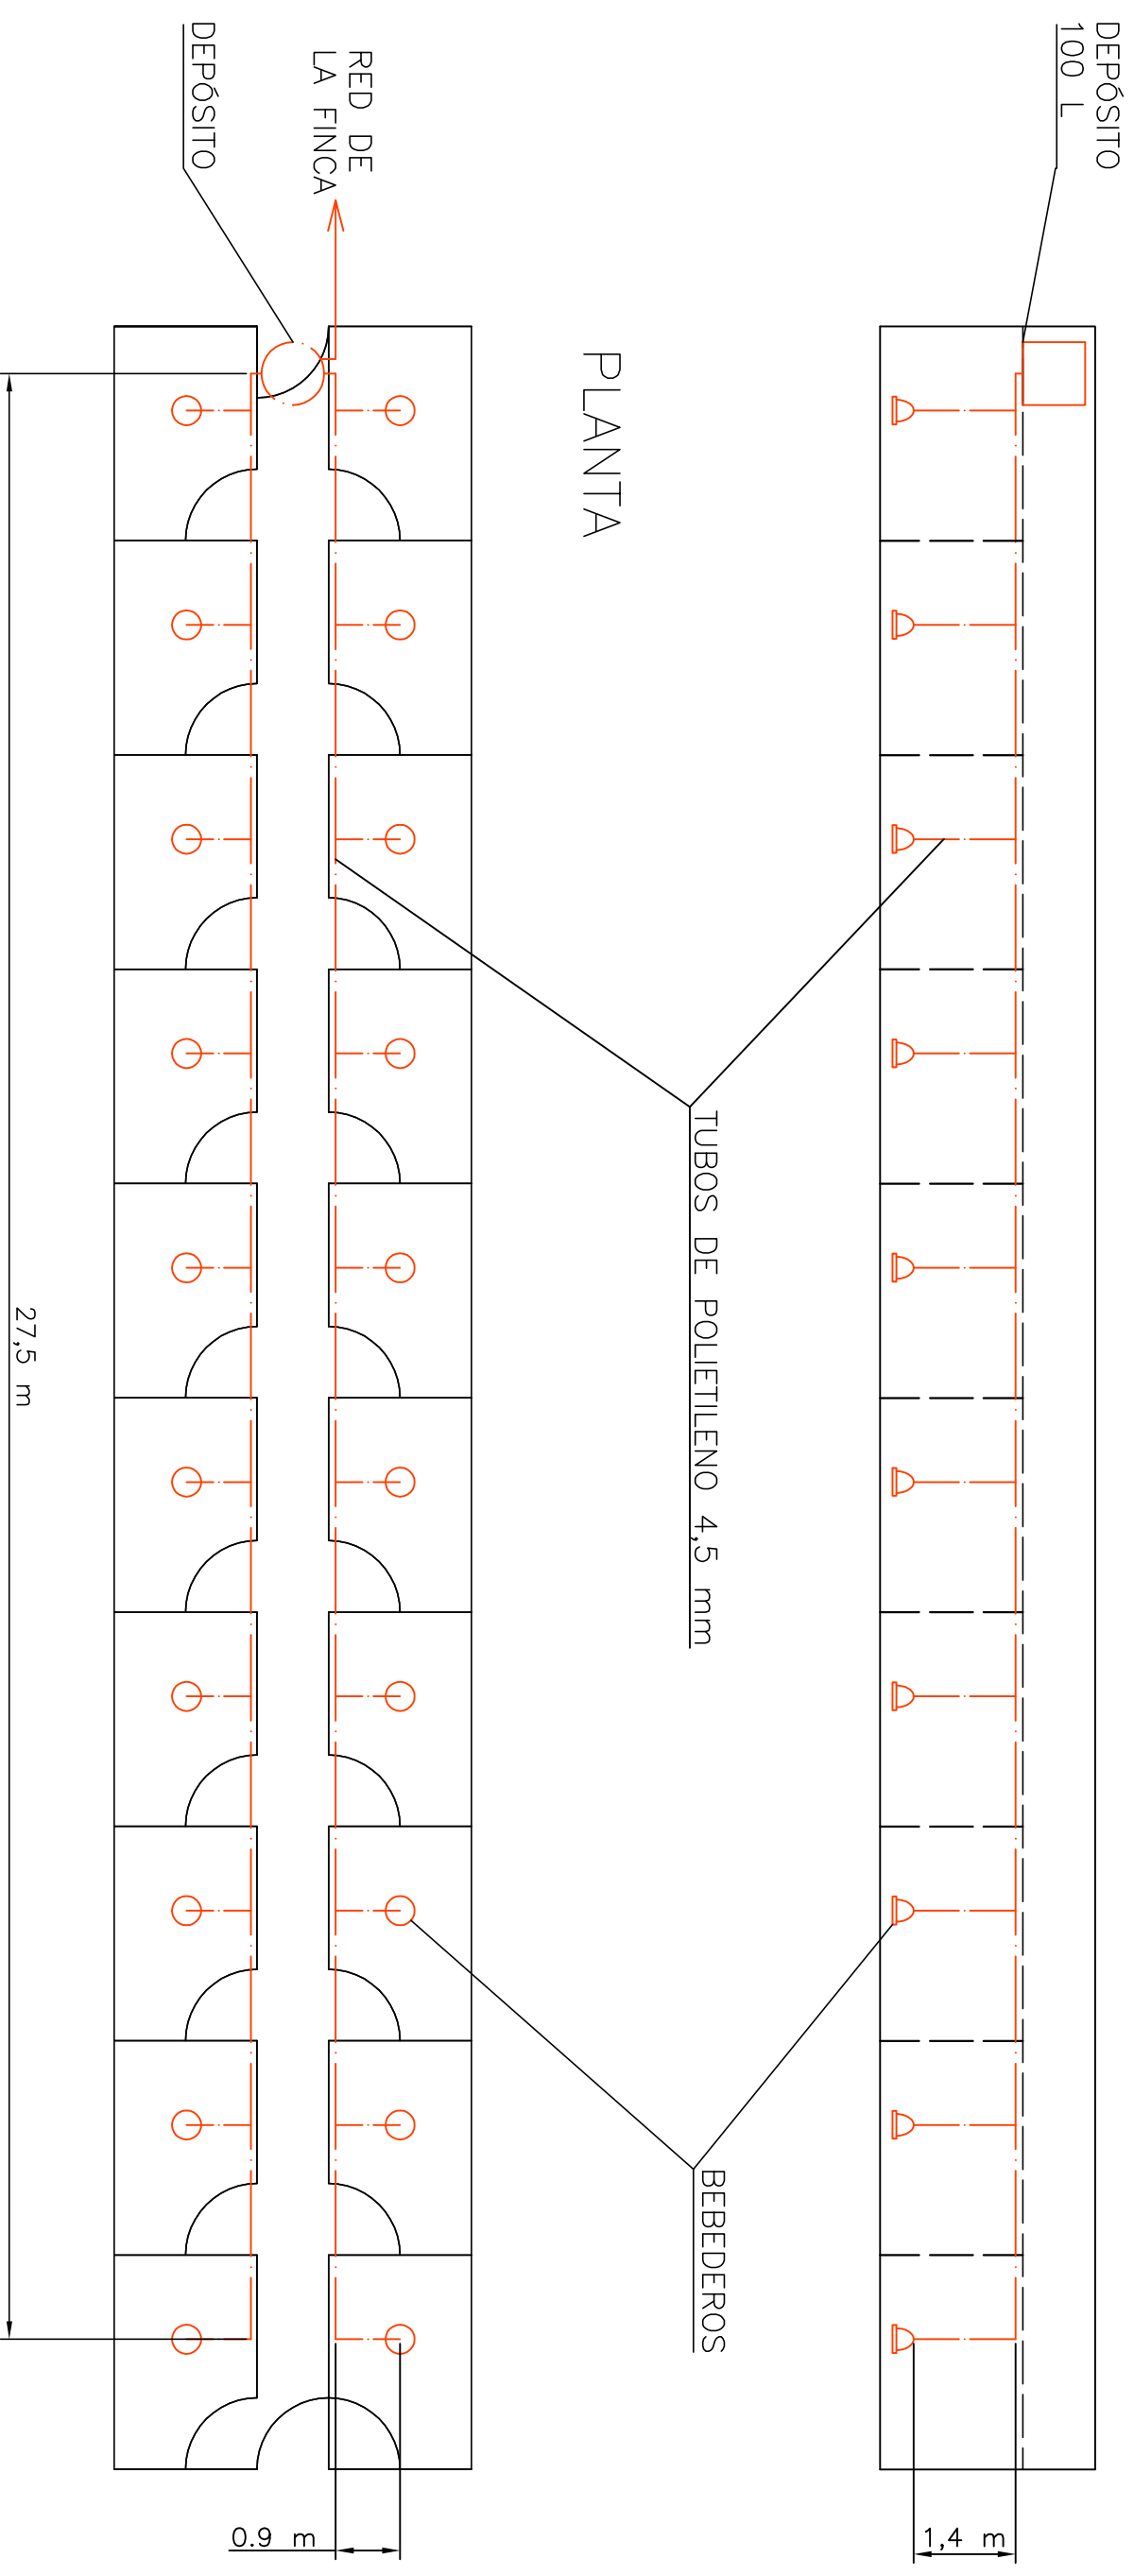 DEPÓSITO
100 L
1,4 m
TUBOS DE POLIETILENO 4,5 mm
BEBEDEROS
PLANTA
RED DE
LA FINCA
DEPÓSITO
0.9 m
27,5 m